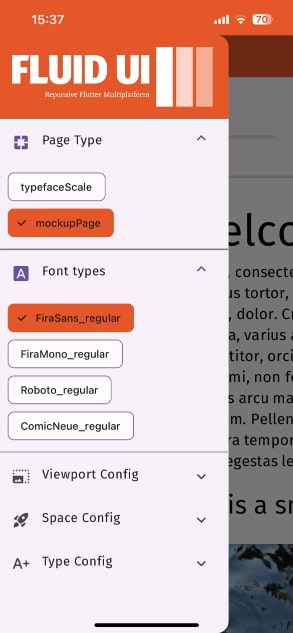 15:37
70
FLUID UI
Reponsive Flutter Multiplatform
Page Type
typefaceScale
mockupPage
A
Font types
FiraSans_regular
FiraMono_regular
Roboto_regular
ComicNeue_regular
Viewport Config
Space Config
A+ Type Config
elco
, consecte
us tortor,
, dolor. Cr
a, varius a
titor, orci
mi, non f
s arcu ma
m. Pellen
ra tempor
egestas le
is a sn